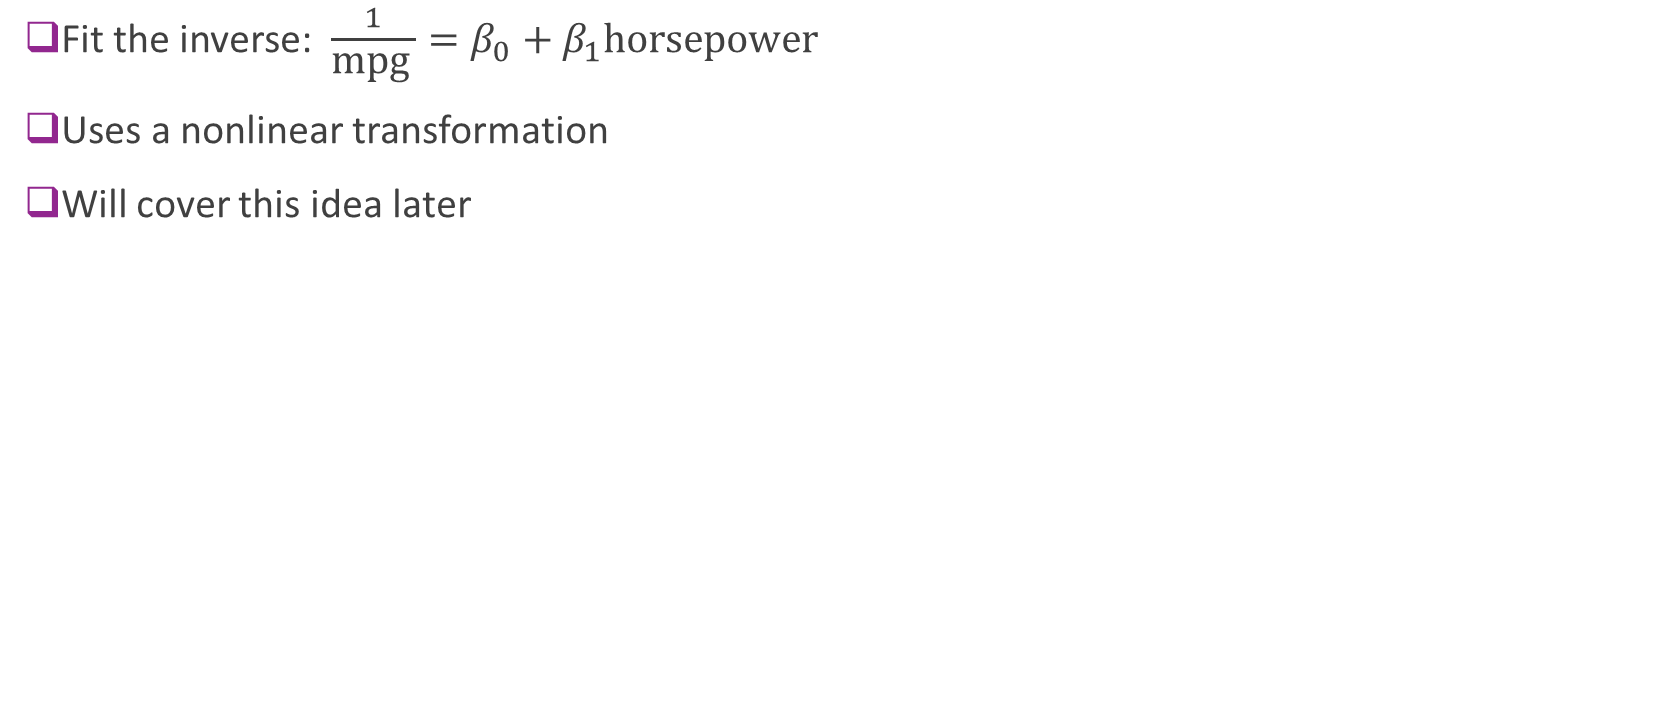 ❑Fit the inverse: 1/mpg = β₀ + β₁horsepower
❑Uses a nonlinear transformation
❑Will cover this idea later